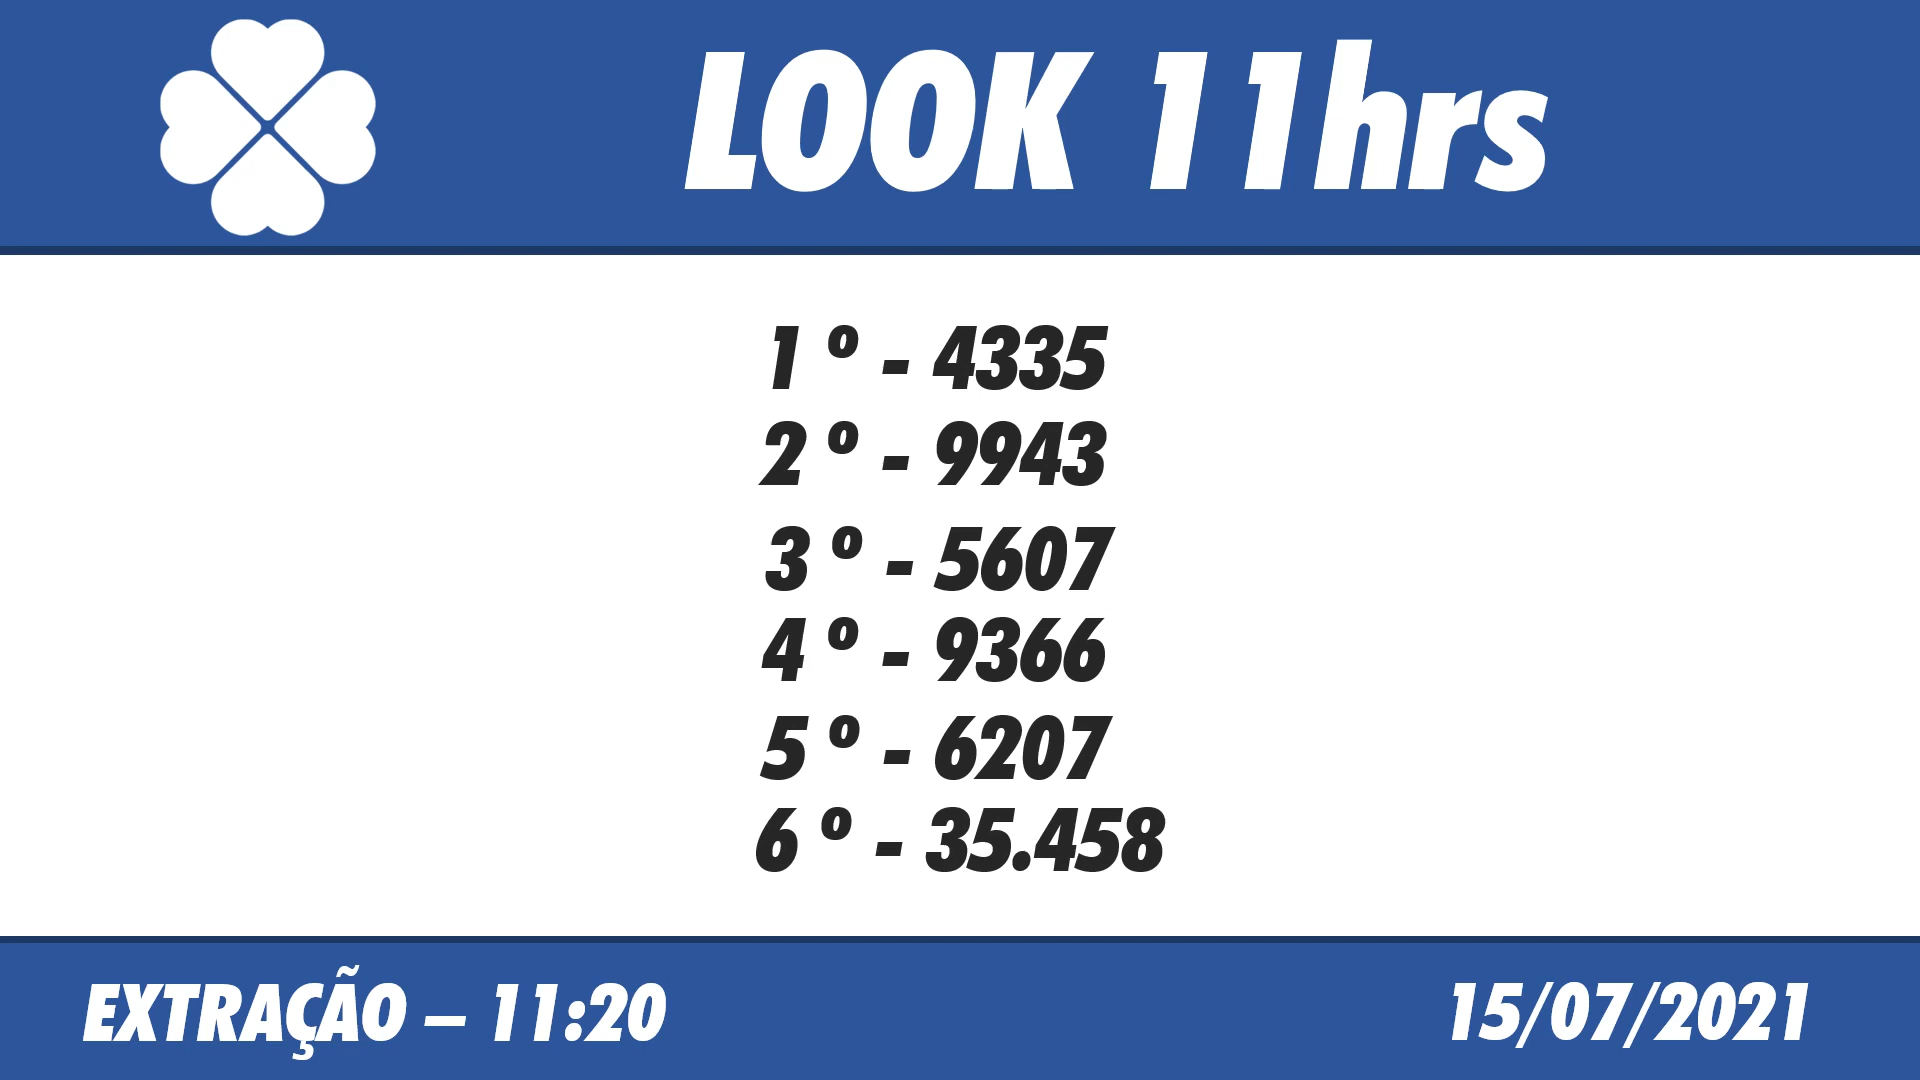 LOOK 11hrs
1 º - 4335
2 º - 9943
3 º - 5607
4 º - 9366
5 º - 6207
6 º - 35.458
EXTRAÇÃO – 11:20
15/07/2021